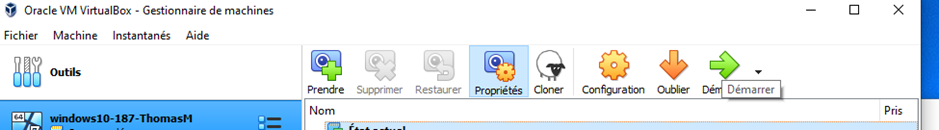 Oracle VM VirtualBox - Gestionnaire de machines
Fichier Machine Instantanés Aide
Outils
Prendre Supprimer Restaurer Propriétés Cloner Configuration Oublier Dém Démarrer
Nom Pris
64 windows10-187-ThomasM
État actuel